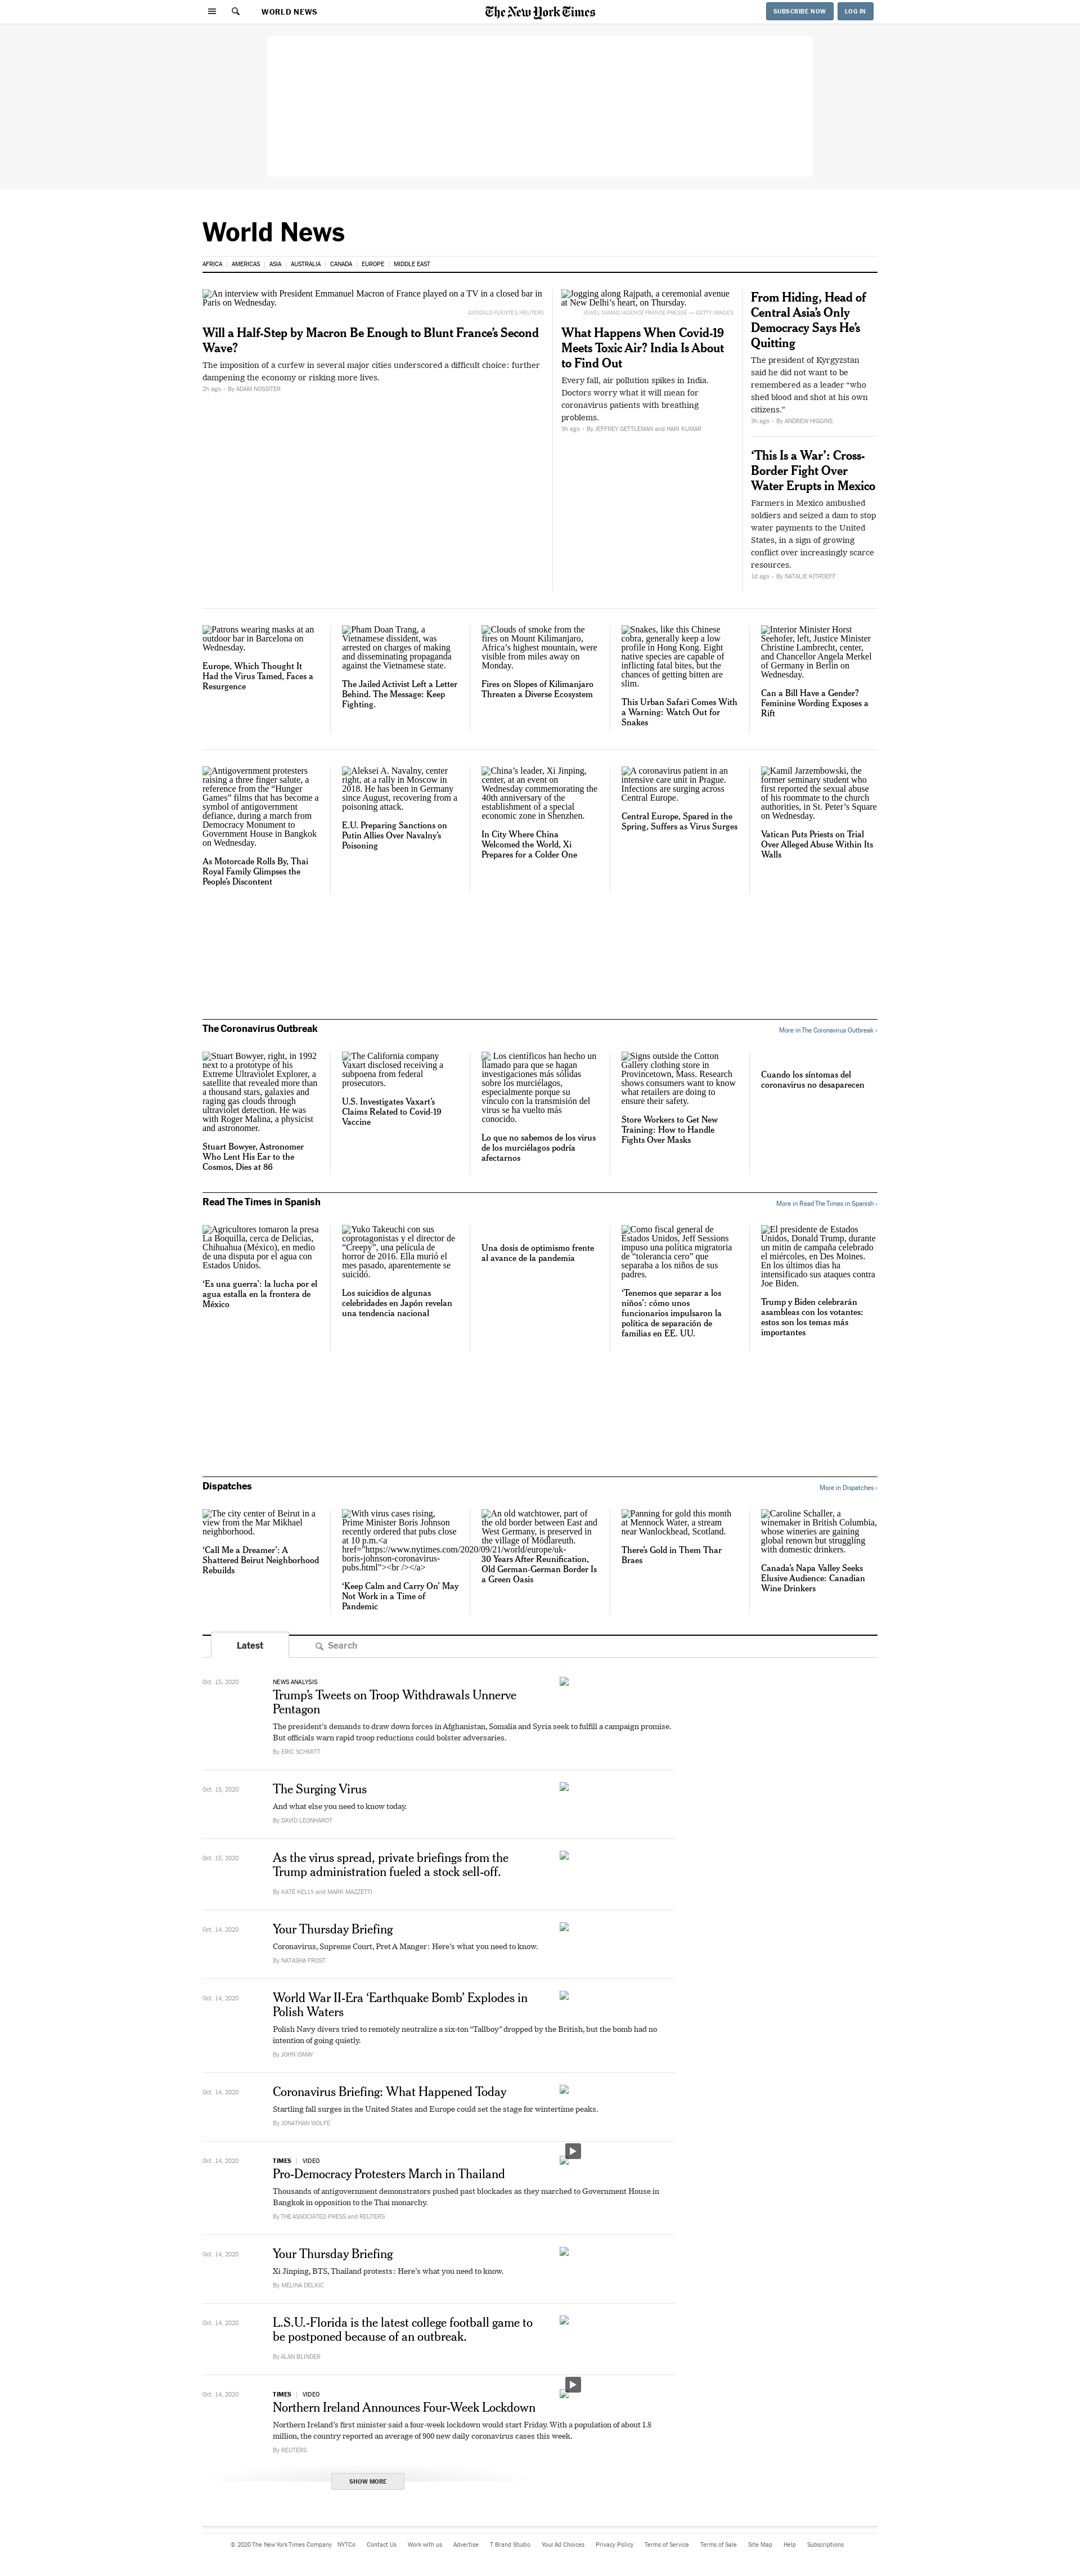 WORLD NEWS
The New York Times
SUBSCRIBE NOW
LOG IN
World News
AFRICA
AMERICAS
ASIA
AUSTRALIA
CANADA
EUROPE
MIDDLE EAST
An interview with President Emmanuel Macron of France played on a TV in a closed bar in
Paris on Wednesday.
GONZALO FUENTES/REUTERS
Will a Half-Step by Macron Be Enough to Blunt France's Second
Wave?
The imposition of a curfew in several major cities underscored a difficult choice: further
dampening the economy or risking more lives.
2h ago · By ADAM NOSSITER
Jogging along Rajpath, a ceremonial avenue
at New Delhi's heart, on Thursday.
JEWEL SAMAD/AGENCE FRANCE-PRESSE — GETTY IMAGES
What Happens When Covid-19
Meets Toxic Air? India Is About
to Find Out
Every fall, air pollution spikes in India.
Doctors worry what it will mean for
coronavirus patients with breathing
problems.
3h ago · By JEFFREY GETTLEMAN and HARI KUMAR
From Hiding, Head of
Central Asia's Only
Democracy Says He's
Quitting
The president of Kyrgyzstan
said he did not want to be
remembered as a leader "who
shed blood and shot at his own
citizens."
3h ago · By ANDREW HIGGINS
'This Is a War': Cross-
Border Fight Over
Water Erupts in Mexico
Farmers in Mexico ambushed
soldiers and seized a dam to stop
water payments to the United
States, in a sign of growing
conflict over increasingly scarce
resources.
1d ago · By NATALIE KITROEFF
Patrons wearing masks at an
outdoor bar in Barcelona on
Wednesday.
Europe, Which Thought It
Had the Virus Tamed, Faces a
Resurgence
Pham Doan Trang, a
Vietnamese dissident, was
arrested on charges of making
and disseminating propaganda
against the Vietnamese state.
The Jailed Activist Left a Letter
Behind. The Message: Keep
Fighting.
Clouds of smoke from the
fires on Mount Kilimanjaro,
Africa's highest mountain, were
visible from miles away on
Monday.
Fires on Slopes of Kilimanjaro
Threaten a Diverse Ecosystem
Snakes, like this Chinese
cobra, generally keep a low
profile in Hong Kong. Eight
native species are capable of
inflicting fatal bites, but the
chances of getting bitten are
slim.
This Urban Safari Comes With
a Warning: Watch Out for
Snakes
Interior Minister Horst
Seehofer, left, Justice Minister
Christine Lambrecht, center,
and Chancellor Angela Merkel
of Germany in Berlin on
Wednesday.
Can a Bill Have a Gender?
Feminine Wording Exposes a
Rift
Antigovernment protesters
raising a three finger salute, a
reference from the "Hunger
Games" films that has become a
symbol of antigovernment
defiance, during a march from
Democracy Monument to
Government House in Bangkok
on Wednesday.
As Motorcade Rolls By, Thai
Royal Family Glimpses the
People's Discontent
Aleksei A. Navalny, center
right, at a rally in Moscow in
2018. He has been in Germany
since August, recovering from a
poisoning attack.
E.U. Preparing Sanctions on
Putin Allies Over Navalny's
Poisoning
China's leader, Xi Jinping,
center, at an event on
Wednesday commemorating the
40th anniversary of the
establishment of a special
economic zone in Shenzhen.
In City Where China
Welcomed the World, Xi
Prepares for a Colder One
A coronavirus patient in an
intensive care unit in Prague.
Infections are surging across
Central Europe.
Central Europe, Spared in the
Spring, Suffers as Virus Surges
Kamil Jarzembowski, the
former seminary student who
first reported the sexual abuse
of his roommate to the church
authorities, in St. Peter's Square
on Wednesday.
Vatican Puts Priests on Trial
Over Alleged Abuse Within Its
Walls
The Coronavirus Outbreak
More in The Coronavirus Outbreak ›
Stuart Bowyer, right, in 1992
next to a prototype of his
Extreme Ultraviolet Explorer, a
satellite that revealed more than
a thousand stars, galaxies and
raging gas clouds through
ultraviolet detection. He was
with Roger Malina, a physicist
and astronomer.
Stuart Bowyer, Astronomer
Who Lent His Ear to the
Cosmos, Dies at 86
The California company
Vaxart disclosed receiving a
subpoena from federal
prosecutors.
U.S. Investigates Vaxart's
Claims Related to Covid-19
Vaccine
Los científicos han hecho un
llamado para que se hagan
investigaciones más sólidas
sobre los murciélagos,
especialmente porque su
vínculo con la transmisión del
virus se ha vuelto más
conocido.
Lo que no sabemos de los virus
de los murciélagos podría
afectarnos
Signs outside the Cotton
Gallery clothing store in
Provincetown, Mass. Research
shows consumers want to know
what retailers are doing to
ensure their safety.
Store Workers to Get New
Training: How to Handle
Fights Over Masks
Cuando los síntomas del
coronavirus no desaparecen
Read The Times in Spanish
More in Read The Times in Spanish ›
Agricultores tomaron la presa
La Boquilla, cerca de Delicias,
Chihuahua (México), en medio
de una disputa por el agua con
Estados Unidos.
'Es una guerra': la lucha por el
agua estalla en la frontera de
México
Yuko Takeuchi con sus
coprotagonistas y el director de
"Creepy", una película de
horror de 2016. Ella murió el
mes pasado, aparentemente se
suicidó.
Los suicidios de algunas
celebridades en Japón revelan
una tendencia nacional
Una dosis de optimismo frente
al avance de la pandemia
Como fiscal general de
Estados Unidos, Jeff Sessions
impuso una política migratoria
de "tolerancia cero" que
separaba a los niños de sus
padres.
'Tenemos que separar a los
niños': cómo unos
funcionarios impulsaron la
política de separación de
familias en EE. UU.
El presidente de Estados
Unidos, Donald Trump, durante
un mitin de campaña celebrado
el miércoles, en Des Moines.
En los últimos días ha
intensificado sus ataques contra
Joe Biden.
Trump y Biden celebrarán
asambleas con los votantes:
estos son los temas más
importantes
Dispatches
More in Dispatches ›
The city center of Beirut in a
view from the Mar Mikhael
neighborhood.
'Call Me a Dreamer': A
Shattered Beirut Neighborhood
Rebuilds
With virus cases rising,
Prime Minister Boris Johnson
recently ordered that pubs close
at 10 p.m.<a
href="https://www.nytimes.com/2020/09/21/world/europe/uk-
boris-johnson-coronavirus-
pubs.html"><br /></a>
'Keep Calm and Carry On' May
Not Work in a Time of
Pandemic
An old watchtower, part of
the old border between East and
West Germany, is preserved in
the village of Mödlareuth.
30 Years After Reunification,
Old German-German Border Is
a Green Oasis
Panning for gold this month
at Mennock Water, a stream
near Wanlockhead, Scotland.
There's Gold in Them Thar
Braes
Caroline Schaller, a
winemaker in British Columbia,
whose wineries are gaining
global renown but struggling
with domestic drinkers.
Canada's Napa Valley Seeks
Elusive Audience: Canadian
Wine Drinkers
Latest
Search
Oct. 15, 2020
NEWS ANALYSIS
Trump's Tweets on Troop Withdrawals Unnerve
Pentagon
The president's demands to draw down forces in Afghanistan, Somalia and Syria seek to fulfill a campaign promise.
But officials warn rapid troop reductions could bolster adversaries.
By ERIC SCHMITT
Oct. 15, 2020
The Surging Virus
And what else you need to know today.
By DAVID LEONHARDT
Oct. 15, 2020
As the virus spread, private briefings from the
Trump administration fueled a stock sell-off.
By KATE KELLY and MARK MAZZETTI
Oct. 14, 2020
Your Thursday Briefing
Coronavirus, Supreme Court, Pret A Manger: Here's what you need to know.
By NATASHA FROST
Oct. 14, 2020
World War II-Era 'Earthquake Bomb' Explodes in
Polish Waters
Polish Navy divers tried to remotely neutralize a six-ton "Tallboy" dropped by the British, but the bomb had no
intention of going quietly.
By JOHN ISMAY
Oct. 14, 2020
Coronavirus Briefing: What Happened Today
Startling fall surges in the United States and Europe could set the stage for wintertime peaks.
By JONATHAN WOLFE
Oct. 14, 2020
TIMES | VIDEO
Pro-Democracy Protesters March in Thailand
Thousands of antigovernment demonstrators pushed past blockades as they marched to Government House in
Bangkok in opposition to the Thai monarchy.
By THE ASSOCIATED PRESS and REUTERS
Oct. 14, 2020
Your Thursday Briefing
Xi Jinping, BTS, Thailand protests: Here's what you need to know.
By MELINA DELKIC
Oct. 14, 2020
L.S.U.-Florida is the latest college football game to
be postponed because of an outbreak.
By ALAN BLINDER
Oct. 14, 2020
TIMES | VIDEO
Northern Ireland Announces Four-Week Lockdown
Northern Ireland's first minister said a four-week lockdown would start Friday. With a population of about 1.8
million, the country reported an average of 900 new daily coronavirus cases this week.
By REUTERS
SHOW MORE
© 2020 The New York Times Company
NYTCo
Contact Us
Work with us
Advertise
T Brand Studio
Your Ad Choices
Privacy Policy
Terms of Service
Terms of Sale
Site Map
Help
Subscriptions